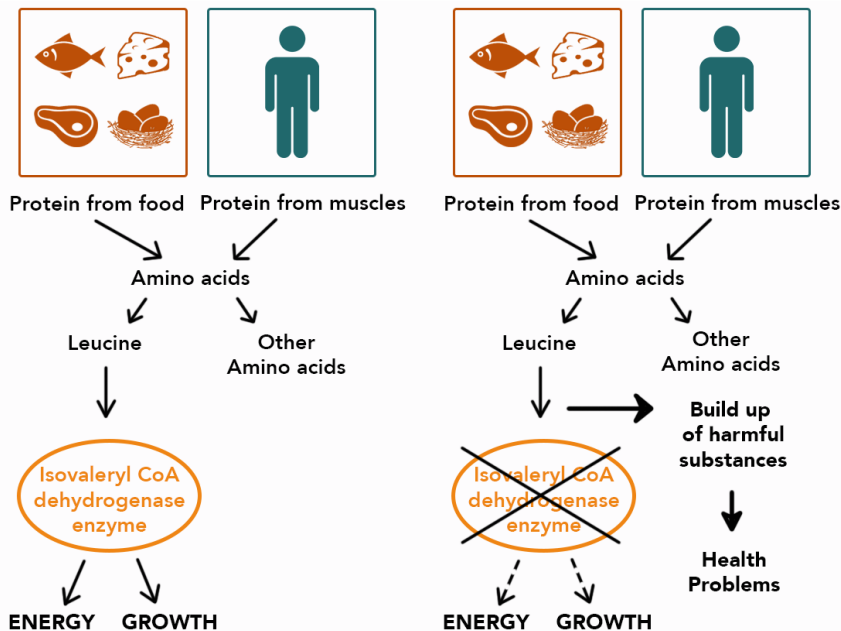 Protein from food
Protein from muscles
Amino acids
Leucine
Other
Amino acids
Isovaleryl CoA
dehydrogenase
enzyme
ENERGY
GROWTH
Protein from food
Protein from muscles
Amino acids
Leucine
Other
Amino acids
Build up
of harmful
substances
Isovaleryl CoA
dehydrogenase
enzyme
Health
Problems
ENERGY
GROWTH